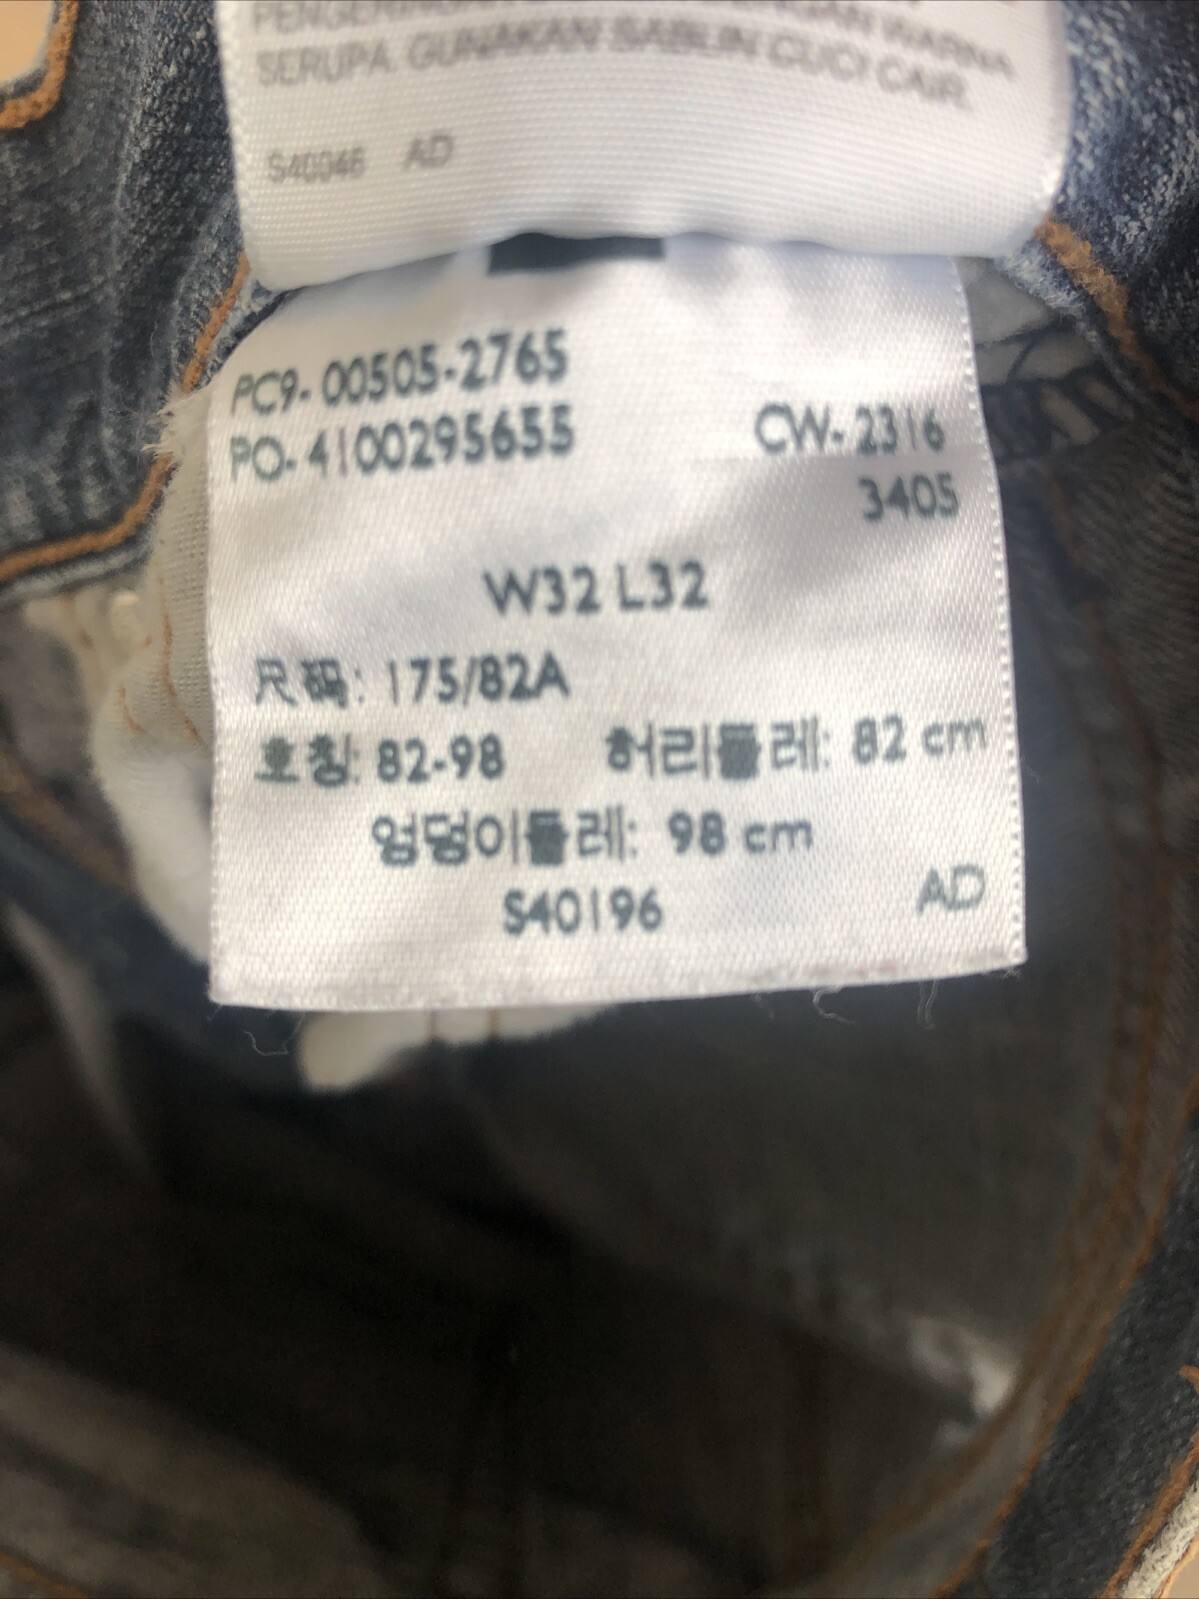 SERUPA. GUNAKAN SABUN CUCI CAIR.
S40046 AD
PC9- 00505-2765
PO- 4100295655 CW- 2316
3405
W32 L32
尺码: 175/82A
호칭: 82-98 허리둘레: 82 cm
엉덩이둘레: 98 cm
S40196 AD